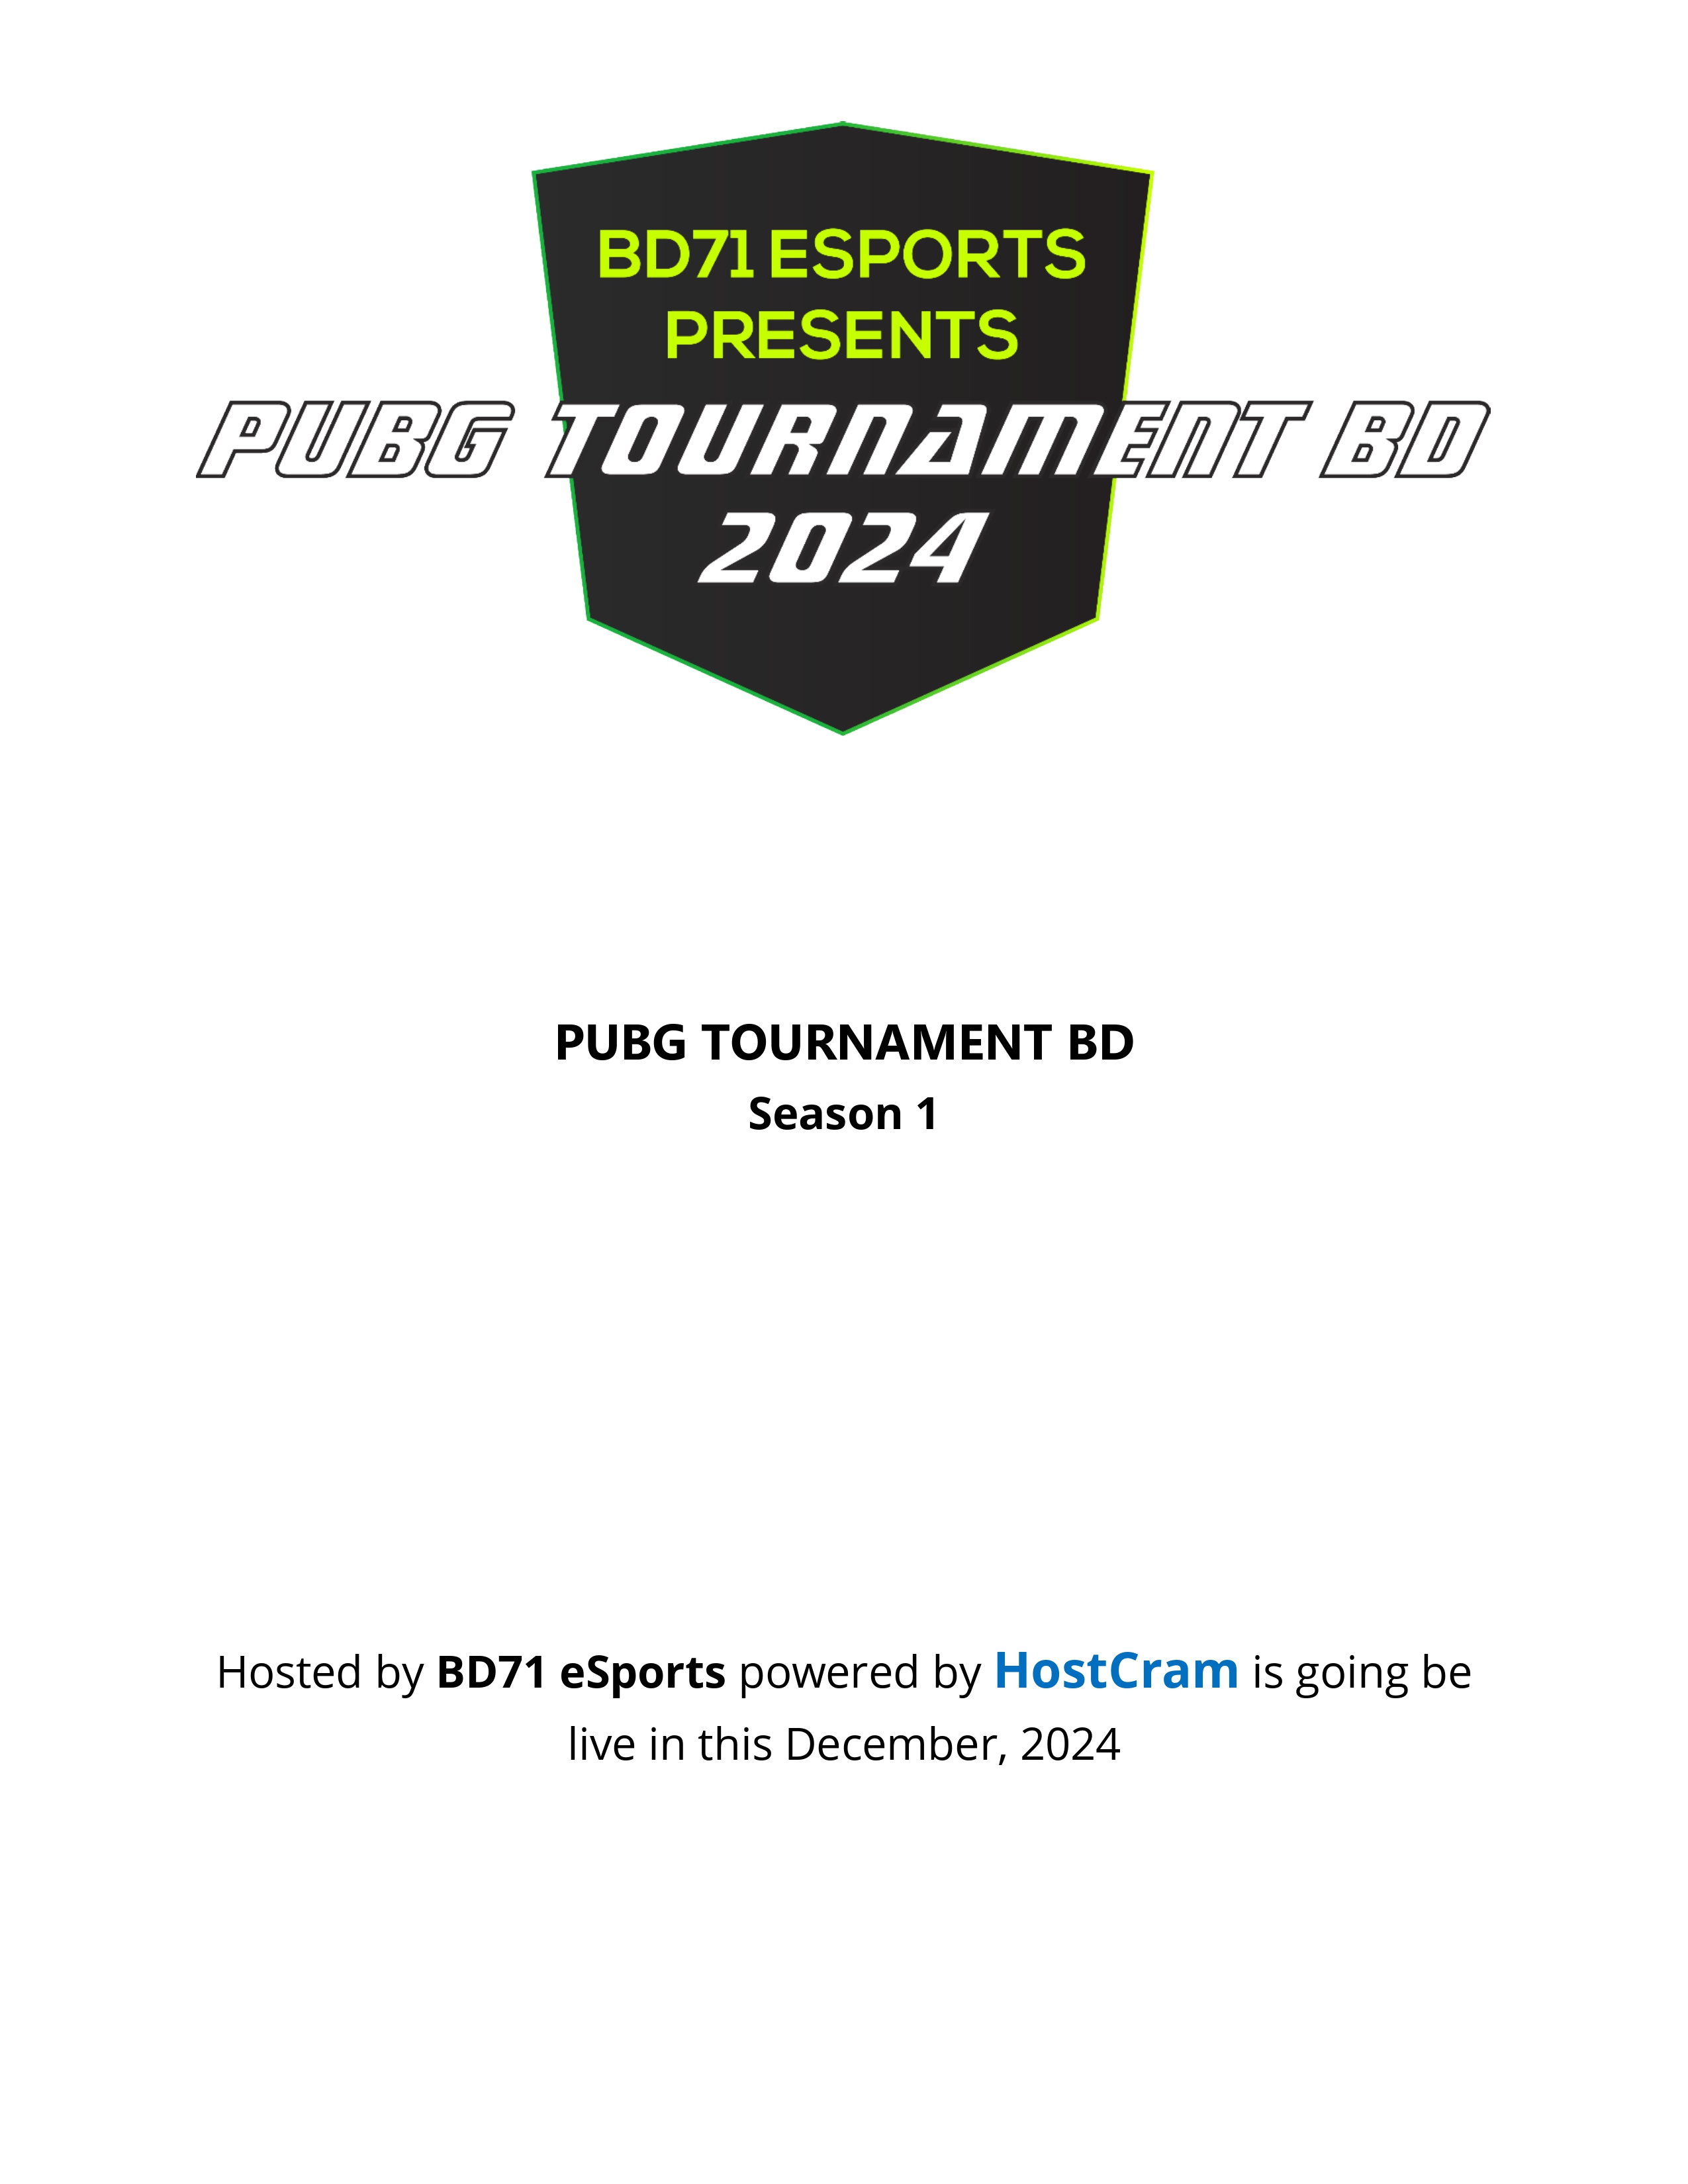 BD71 ESPORTS
PRESENTS
PUBG TOURNAMENT BD
2024
PUBG TOURNAMENT BD
Season 1
Hosted by BD71 eSports powered by HostCram is going be
live in this December, 2024